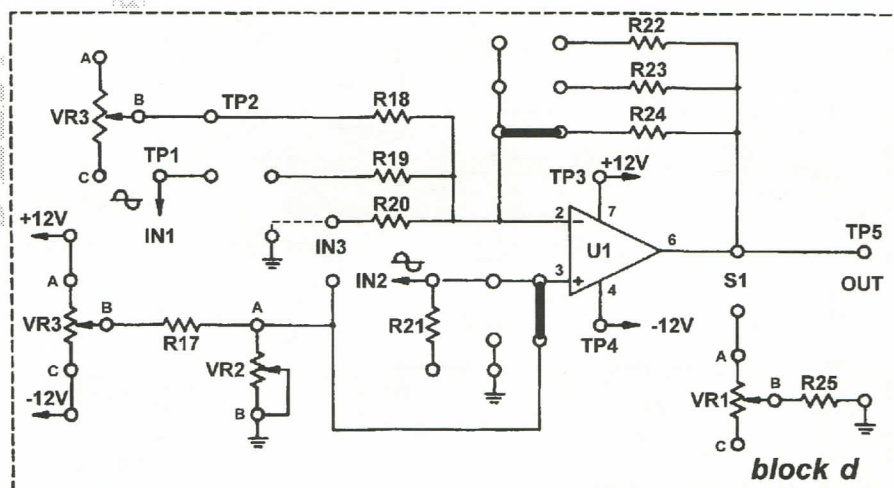 A
VR3
B
TP2
C
TP1
IN1
R18
R19
R20
IN3
R22
R23
R24
+12V
TP3
7
2
−
U1
6
3
+
4
TP4
-12V
S1
TP5
OUT
IN2
R21
+12V
A
VR3
B
C
-12V
R17
A
VR2
B
A
VR1
B
C
R25
block d